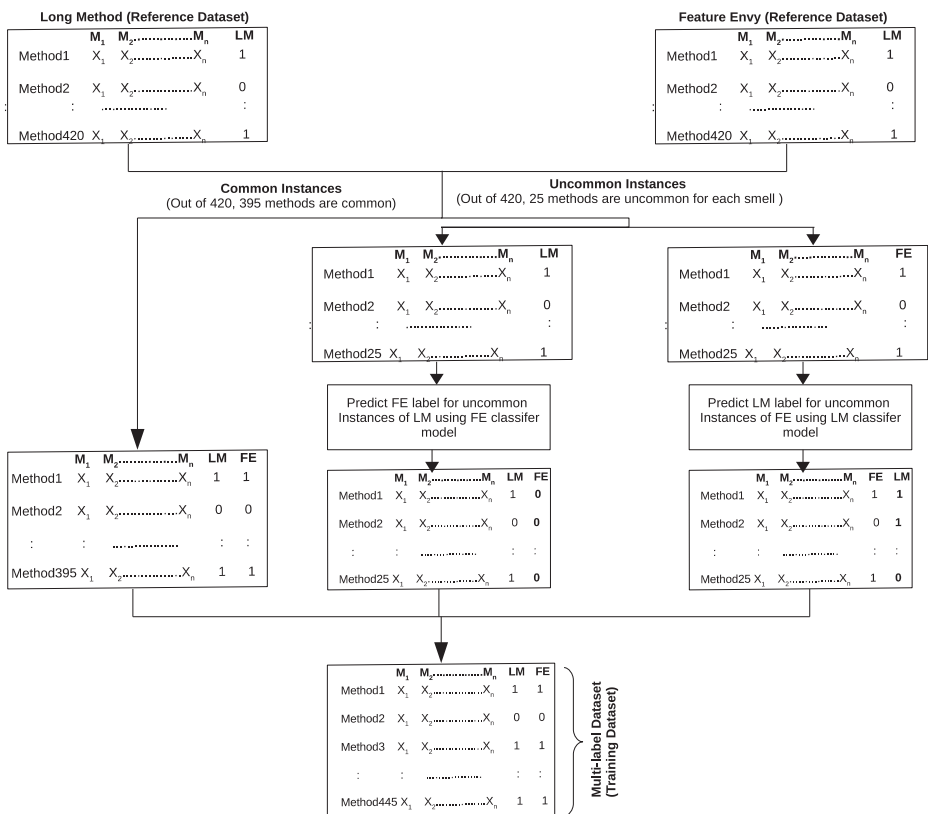 Long Method (Reference Dataset)
M1 M2..............Mn LM
Method1 X1 X2..............Xn 1
Method2 X1 X2..............Xn 0
: : .............. :
Method420 X1 X2..............Xn 1
Feature Envy (Reference Dataset)
M1 M2..............Mn LM
Method1 X1 X2..............Xn 1
Method2 X1 X2..............Xn 0
: : .............. :
Method420 X1 X2..............Xn 1
Common Instances
(Out of 420, 395 methods are common)
Uncommon Instances
(Out of 420, 25 methods are uncommon for each smell )
M1 M2..............Mn LM
Method1 X1 X2..............Xn 1
Method2 X1 X2..............Xn 0
: : .............. :
Method25 X1 X2..............Xn 1
M1 M2..............Mn FE
Method1 X1 X2..............Xn 1
Method2 X1 X2..............Xn 0
: : .............. :
Method25 X1 X2..............Xn 1
Predict FE label for uncommon
Instances of LM using FE classifer
model
Predict LM label for uncommon
Instances of FE using LM classifer
model
M1 M2..............Mn LM FE
Method1 X1 X2..............Xn 1 1
Method2 X1 X2..............Xn 0 0
: : .............. : :
Method395 X1 X2..............Xn 1 1
M1 M2..............Mn LM FE
Method1 X1 X2..............Xn 1 0
Method2 X1 X2..............Xn 0 0
: : .............. : :
Method25 X1 X2..............Xn 1 0
M1 M2..............Mn FE LM
Method1 X1 X2..............Xn 1 1
Method2 X1 X2..............Xn 0 1
: : .............. : :
Method25 X1 X2..............Xn 1 0
M1 M2..............Mn LM FE
Method1 X1 X2..............Xn 1 1
Method2 X1 X2..............Xn 0 0
Method3 X1 X2..............Xn 1 1
: : .............. : :
Method445 X1 X2..............Xn 1 1
Multi-label Dataset
(Training Dataset)